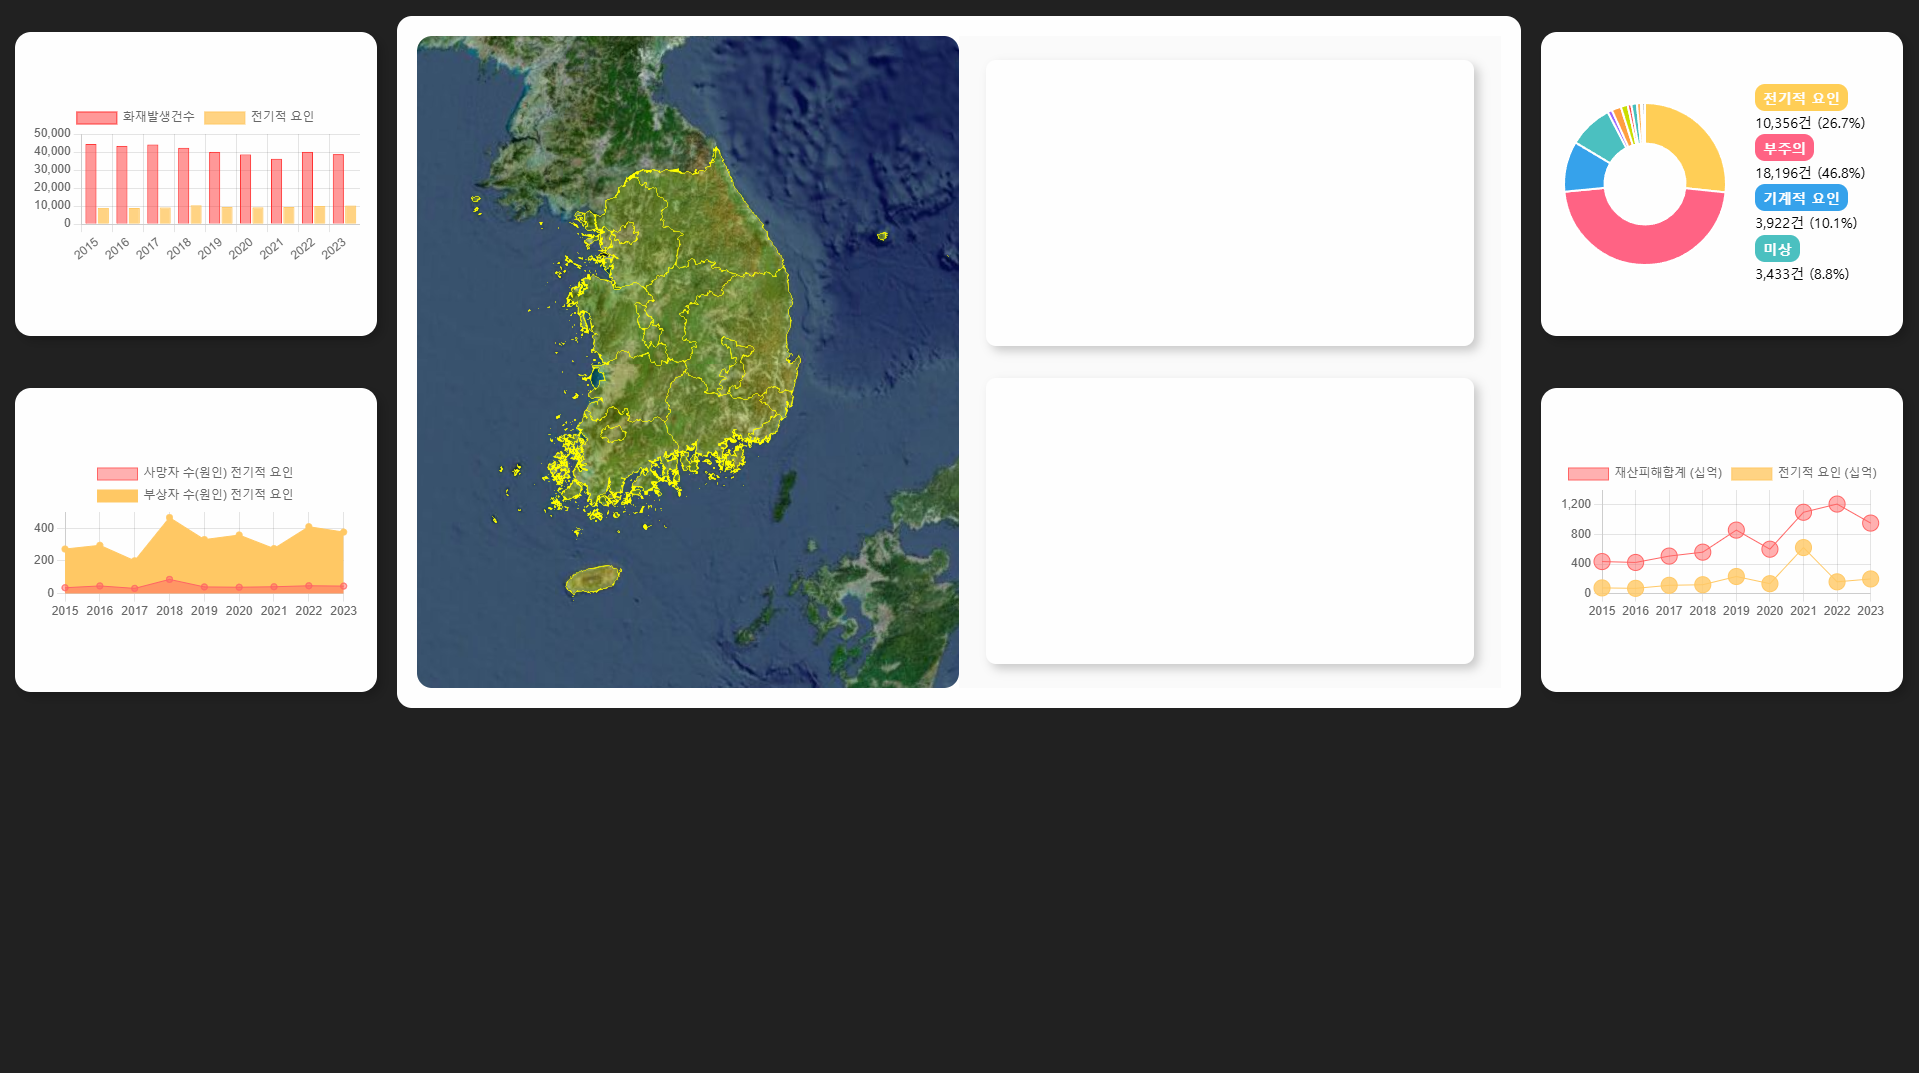 화재발생건수 전기적 요인
50,000
40,000
30,000
20,000
10,000
0
2015 2016 2017 2018 2019 2020 2021 2022 2023
사망자 수(원인) 전기적 요인
부상자 수(원인) 전기적 요인
400
200
0
2015 2016 2017 2018 2019 2020 2021 2022 2023
전기적 요인
10,356건 (26.7%)
부주의
18,196건 (46.8%)
기계적 요인
3,922건 (10.1%)
미상
3,433건 (8.8%)
재산피해합계 (십억) 전기적 요인 (십억)
1,200
800
400
0
2015 2016 2017 2018 2019 2020 2021 2022 2023